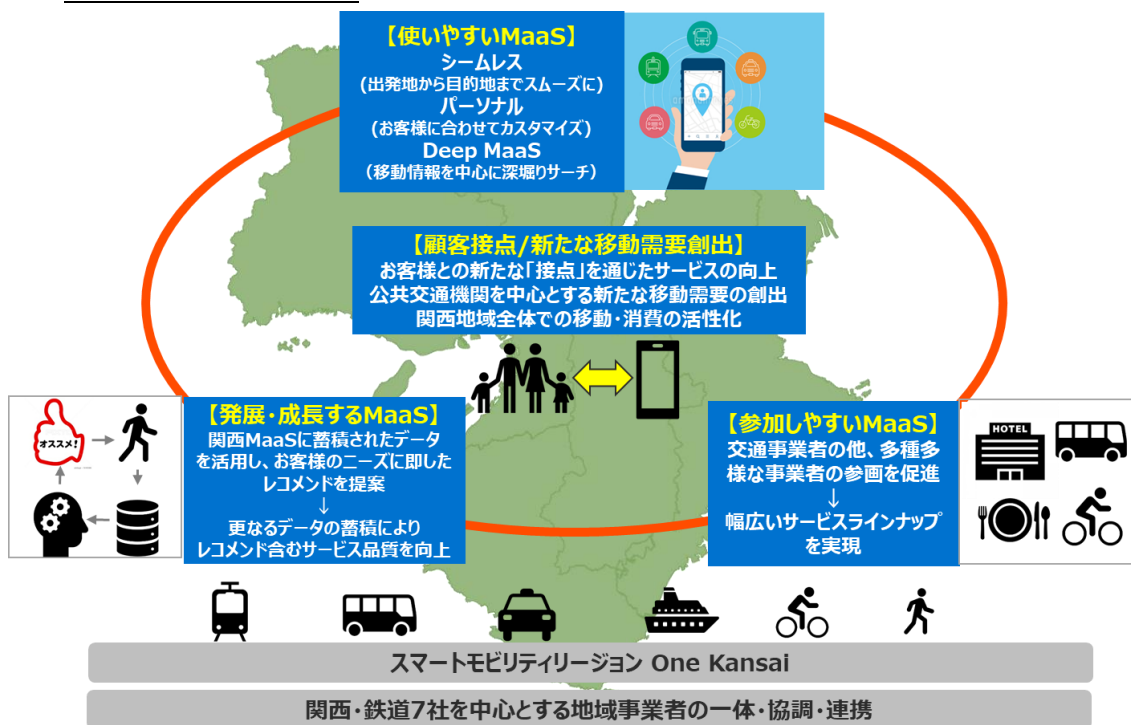 【使いやすいMaaS】
シームレス
(出発地から目的地までスムーズに)
パーソナル
(お客様に合わせてカスタマイズ)
Deep MaaS
(移動情報を中心に深堀りサーチ)
【顧客接点/新たな移動需要創出】
お客様との新たな「接点」を通じたサービスの向上
公共交通機関を中心とする新たな移動需要の創出
関西地域全体での移動・消費の活性化
オススメ!
【発展・成長するMaaS】
関西MaaSに蓄積されたデータ
を活用し、お客様のニーズに即した
レコメンドを提案
↓
更なるデータの蓄積により
レコメンド含むサービス品質を向上
【参加しやすいMaaS】
交通事業者の他、多種多
様な事業者の参画を促進
↓
幅広いサービスラインナップ
を実現
HOTEL
スマートモビリティリージョン One Kansai
関西・鉄道7社を中心とする地域事業者の一体・協調・連携